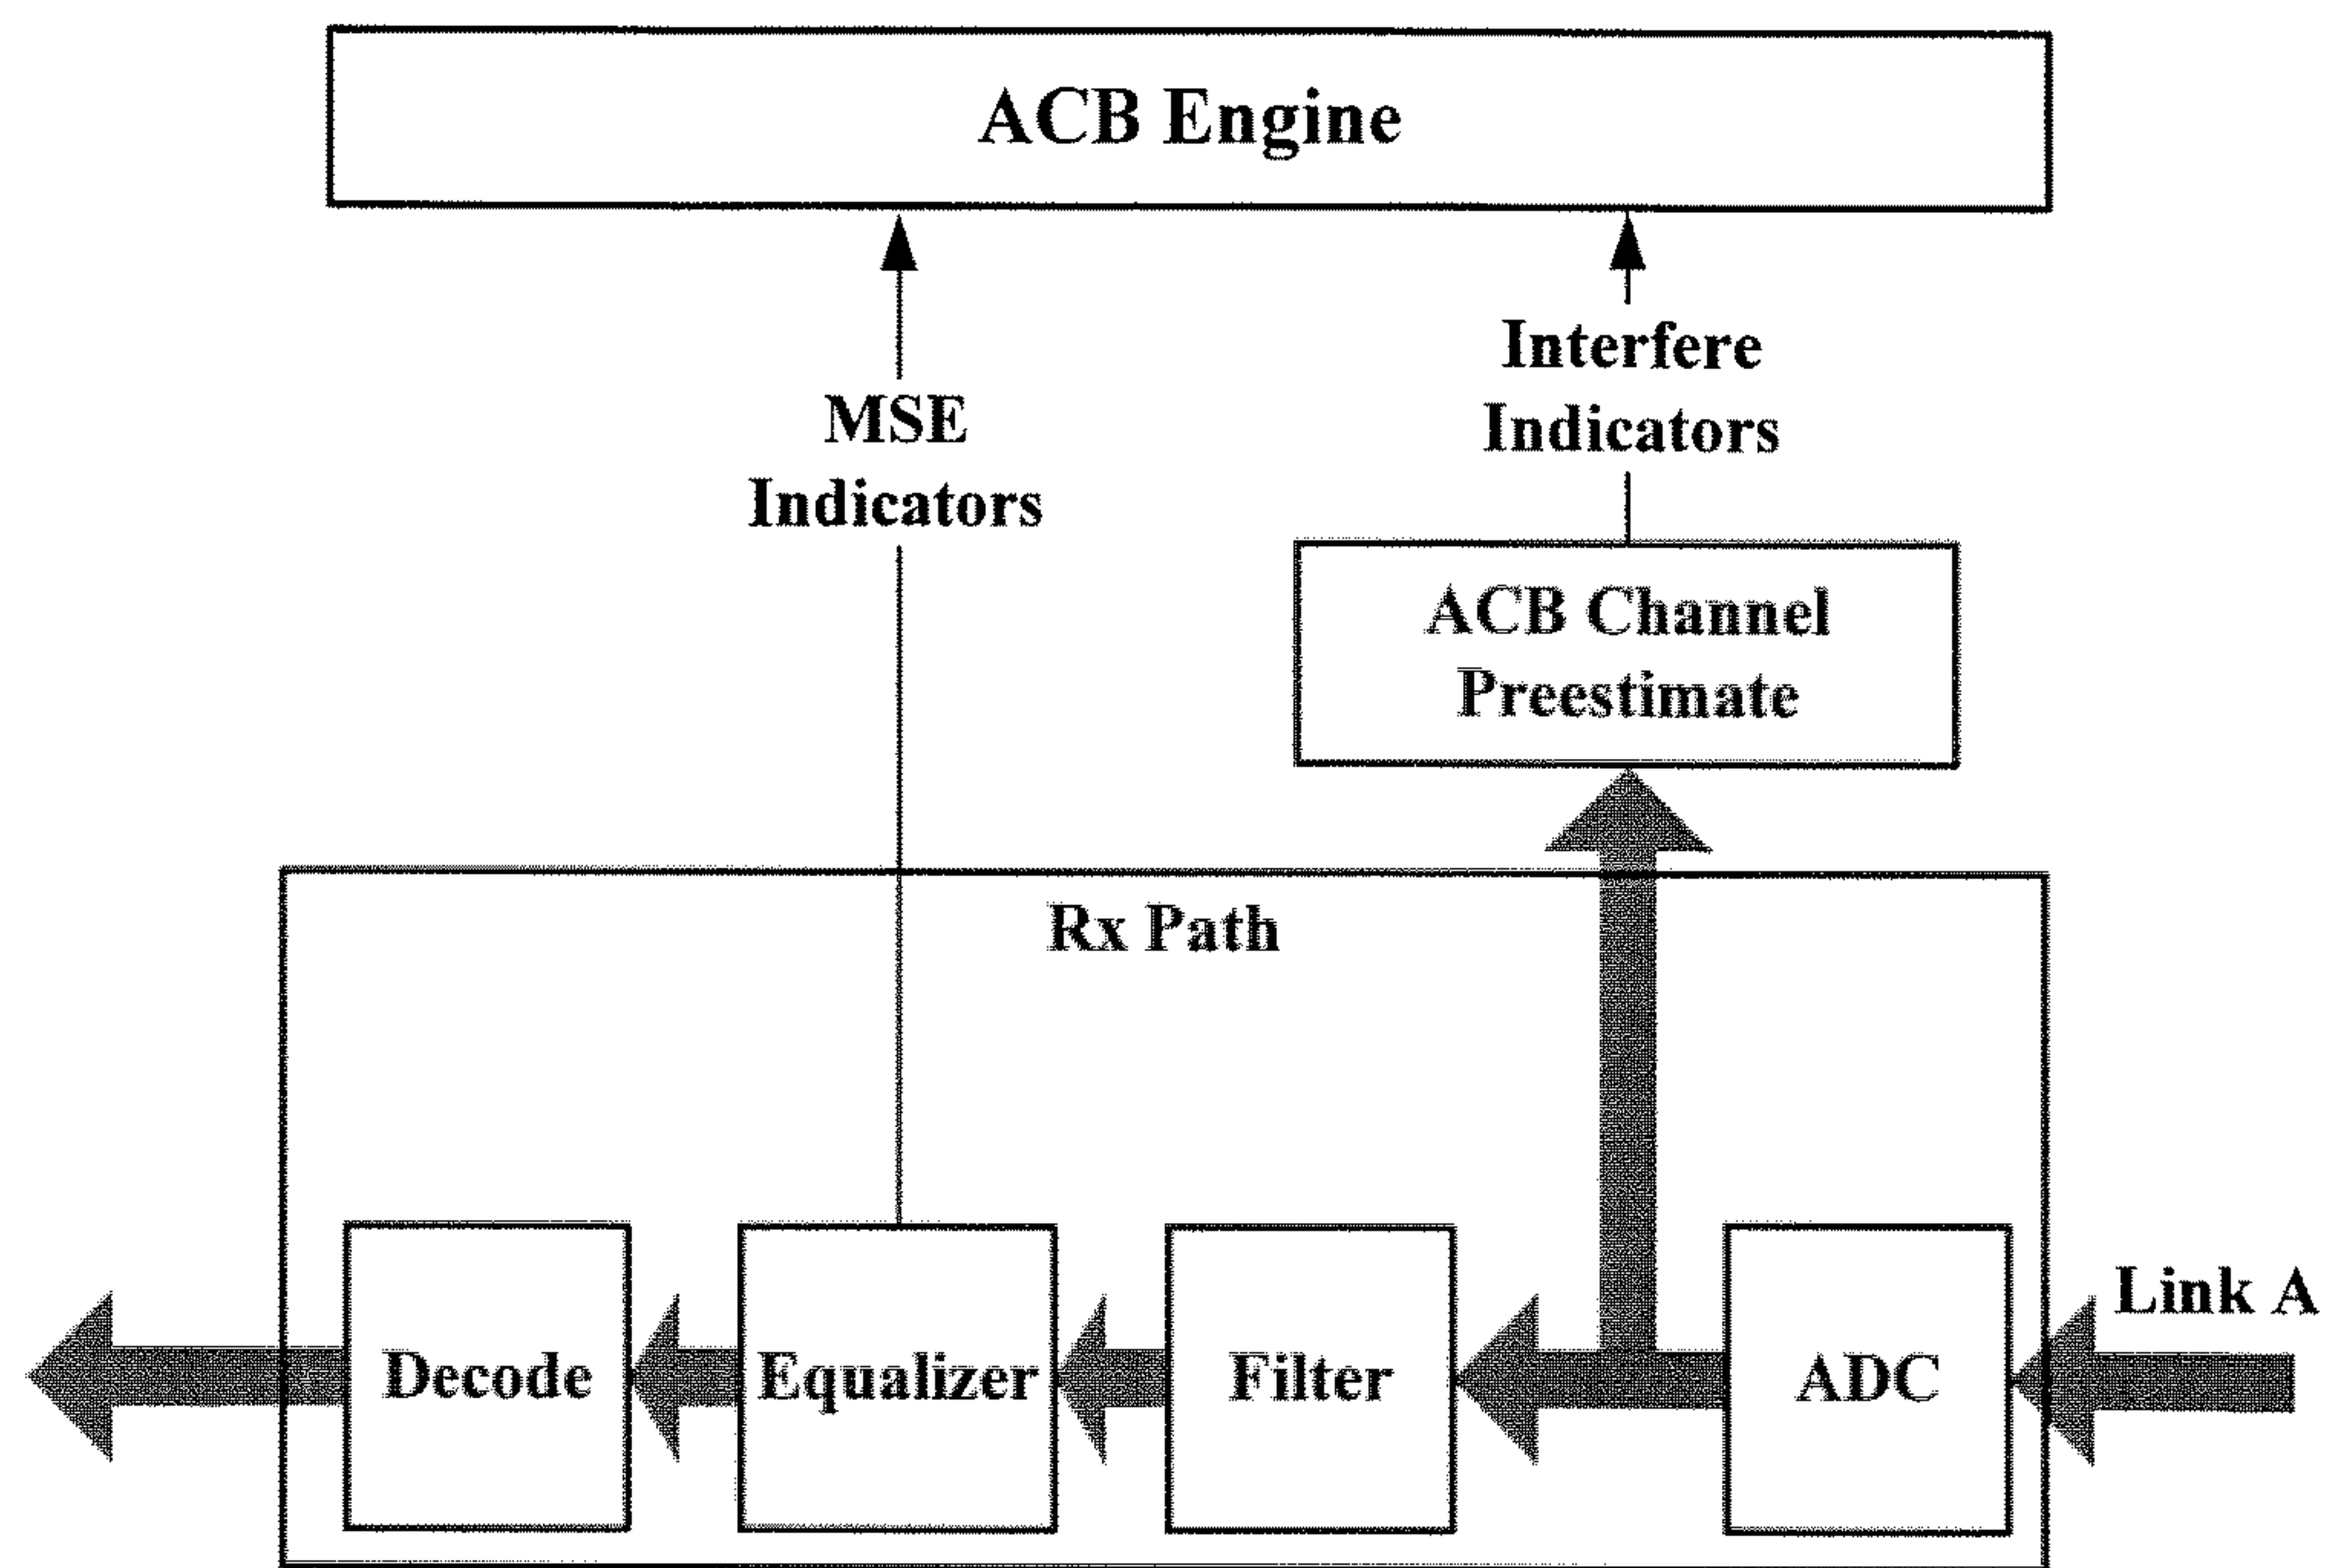 ACB Engine
MSE
Indicators
Interfere
Indicators
ACB Channel
Preestimate
Rx Path
Link A
Decode
Equalizer
Filter
ADC